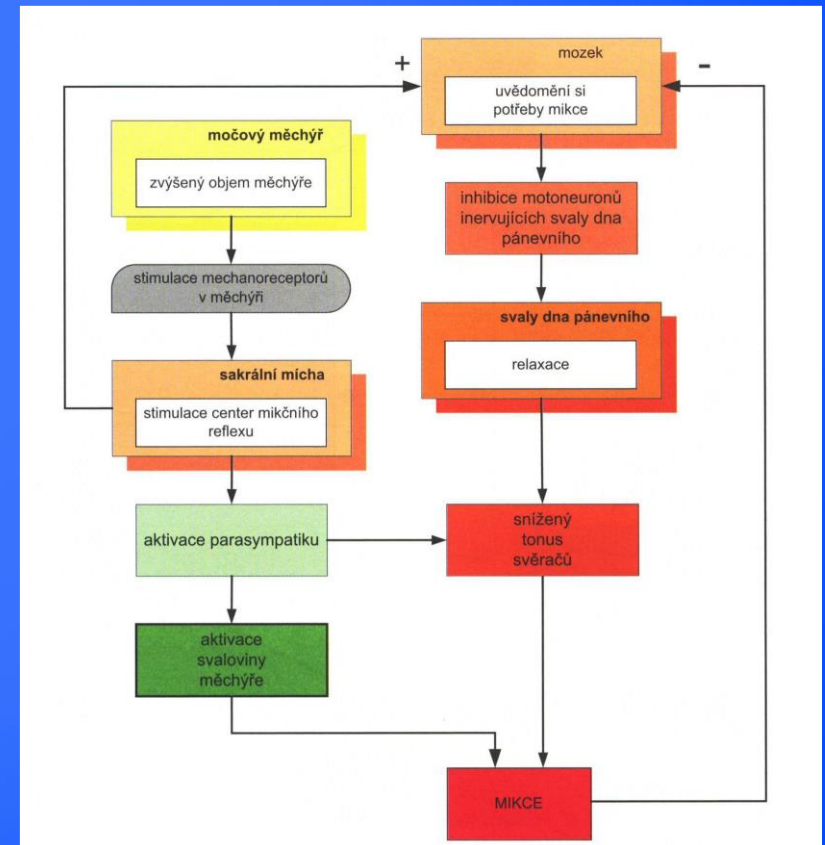 +
mozek
-
uvědomění si
potřeby mikce
močový měchýř
zvýšený objem měchýře
inhibice motoneuronů
inervujících svaly dna
pánevního
stimulace mechanoreceptorů
v měchýři
svaly dna pánevního
relaxace
sakrální mícha
stimulace center mikčního
reflexu
aktivace parasympatiku
snížený
tonus
svěračů
aktivace
svaloviny
měchýře
MIKCE